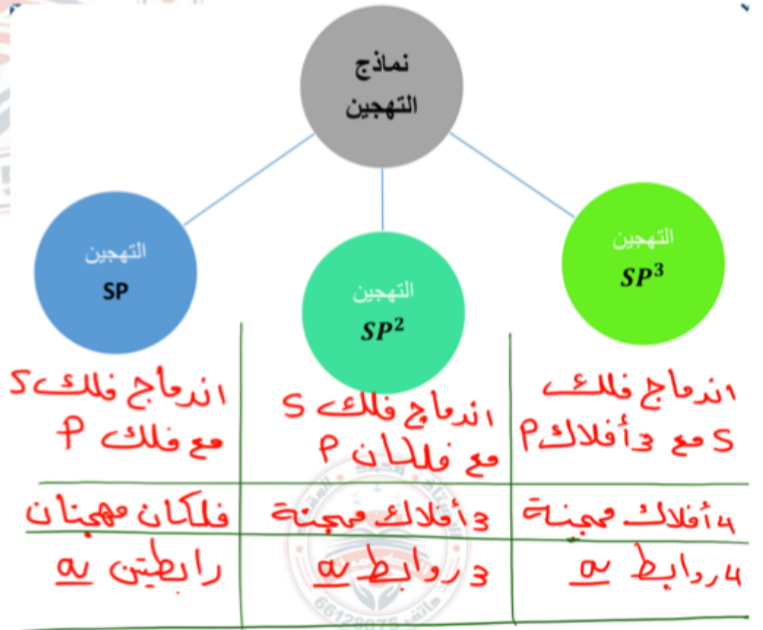 نماذج
التهجين
التهجين
SP³
التهجين
SP²
التهجين
SP
اندماج فلك
S مع 3 أفلاك P
اندماج فلك S
مع فلكان P
اندماج فلك S
مع فلك P
4 أفلاك مهجنة
3 أفلاك مهجنة
فلكان مهجنان
4 روابط
3 روابط
رابطتين
66128075